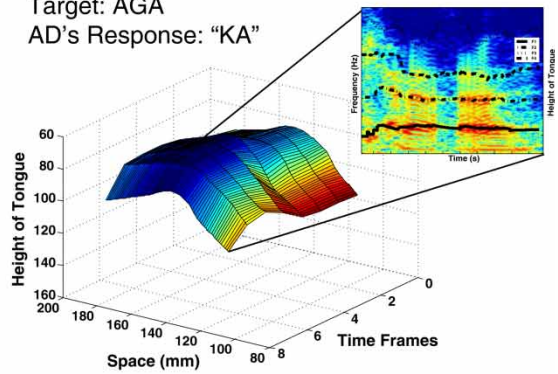 Target: AGA
AD's Response: “KA”
Frequency (Hz)
Height of Tongue
Time (s)
60
80
100
120
140
160
Height of Tongue
200
180
160
140
120
100
80
Space (mm)
0
2
4
6
8
Time Frames